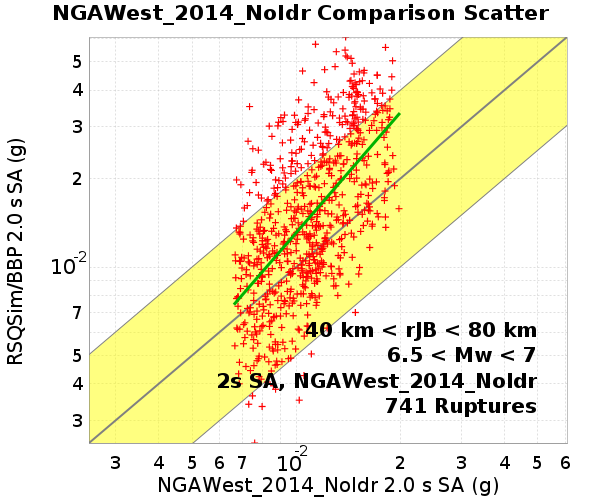 NGAWest_2014_NoIdr Comparison Scatter
RSQSim/BBP 2.0 s SA (g)
5
4
3
2
10-2
7
5
4
3
40 km < rJB < 80 km
6.5 < Mw < 7
2s SA, NGAWest_2014_NoIdr
741 Ruptures
3 4 5 6 7 10-2 2 3 4 5 6
NGAWest_2014_NoIdr 2.0 s SA (g)